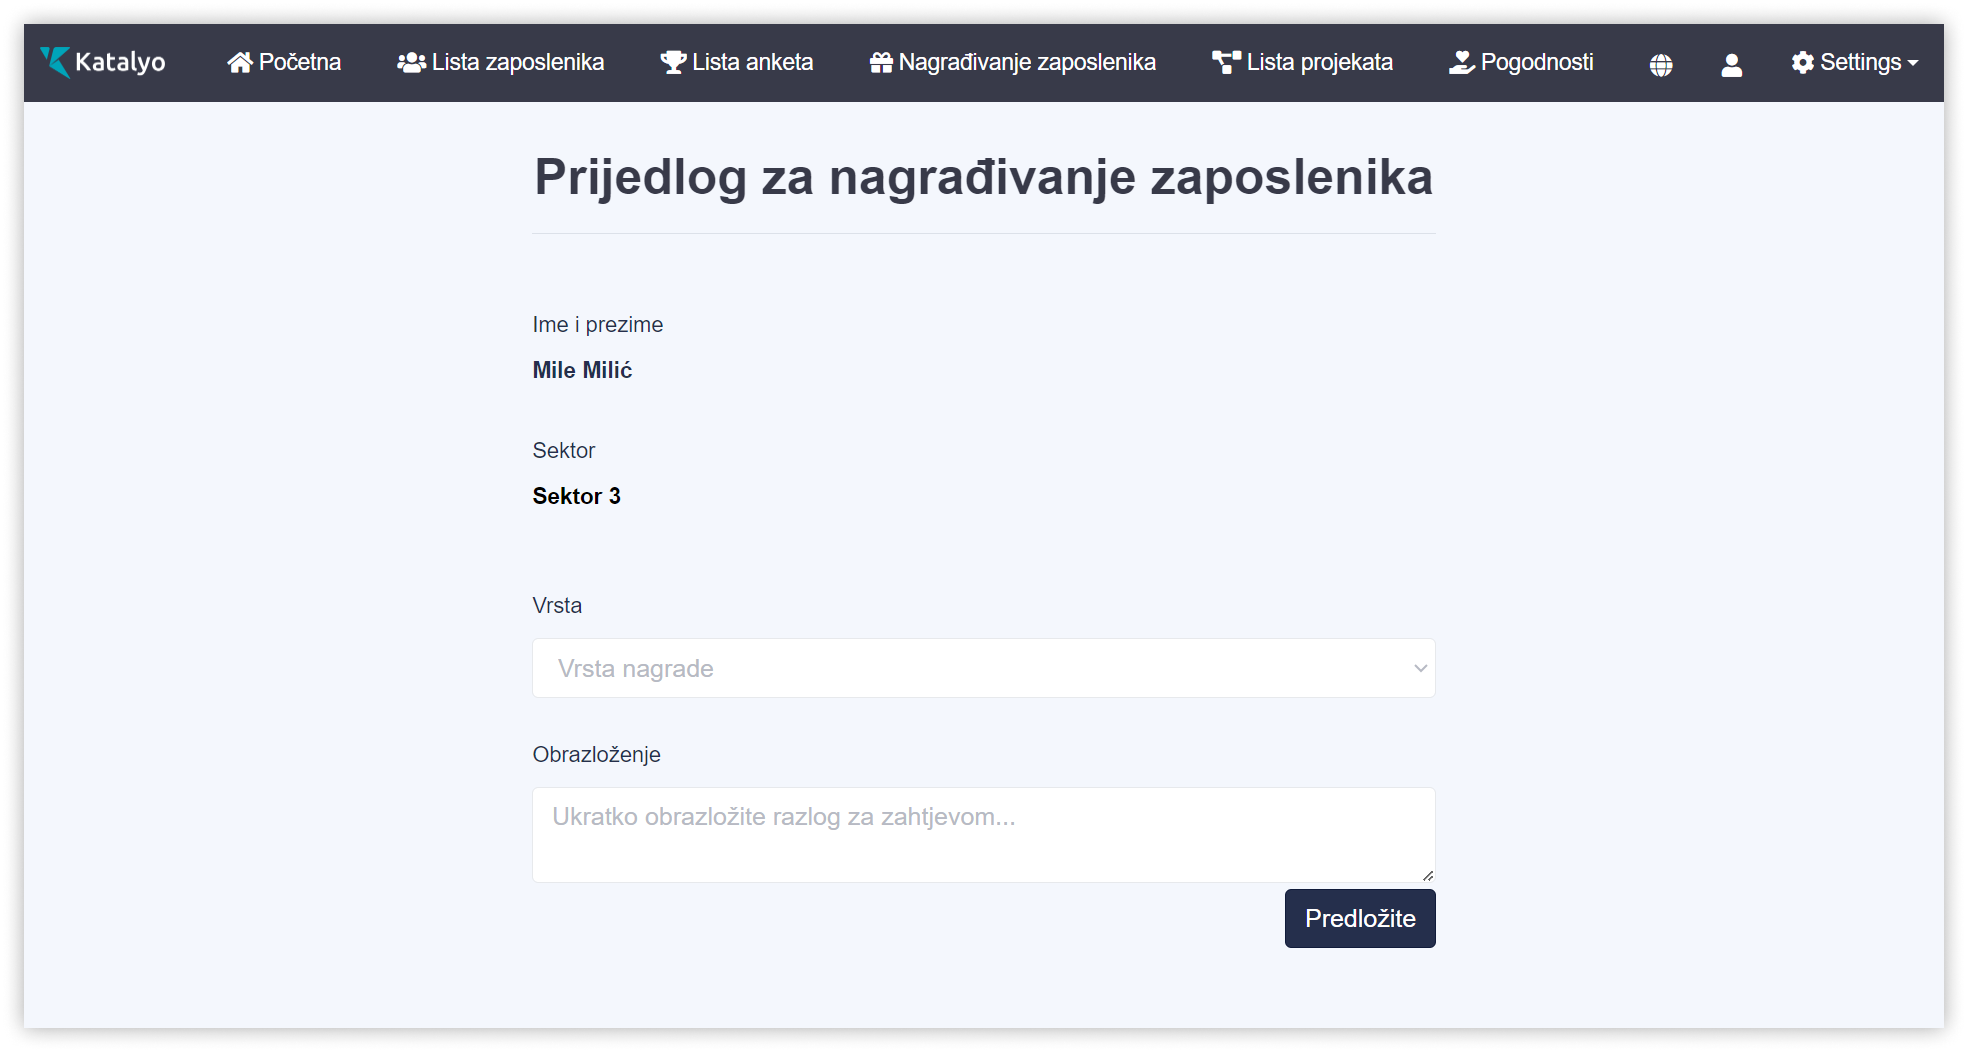 Katalyo Početna Lista zaposlenika Lista anketa Nagrađivanje zaposlenika Lista projekata Pogodnosti Settings
Prijedlog za nagrađivanje zaposlenika
Ime i prezime
Mile Milić
Sektor
Sektor 3
Vrsta
Vrsta nagrade
Obrazloženje
Ukratko obrazložite razlog za zahtjevom...
Predložite